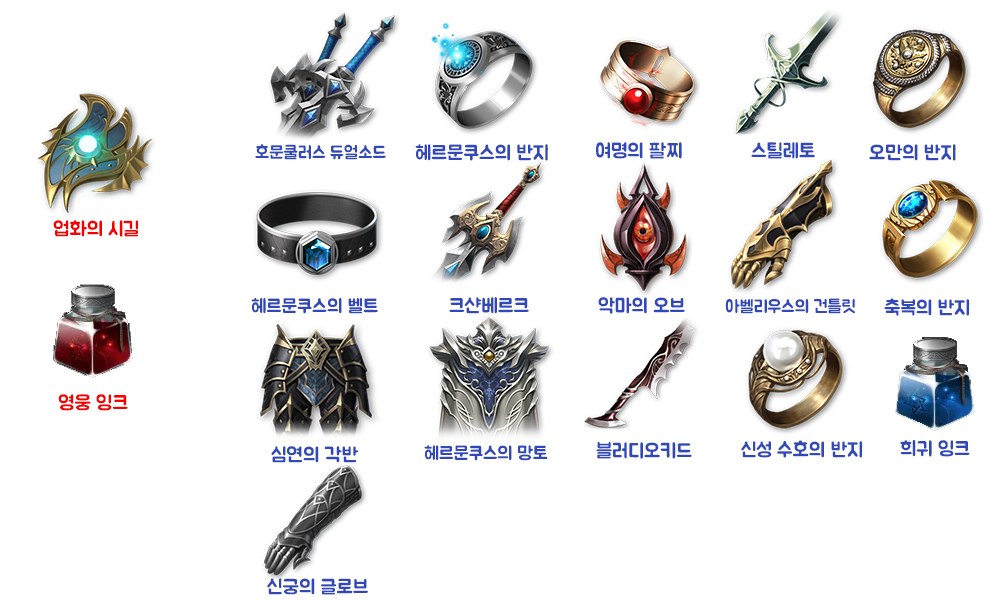 호문쿨러스 듀얼소드
헤르문쿠스의 반지
여명의 팔찌
스틸레토
오만의 반지
업화의 시길
헤르문쿠스의 벨트
크샨베르크
악마의 오브
아벨리우스의 건틀릿
축복의 반지
영웅 잉크
심연의 각반
헤르문쿠스의 망토
블러디오키드
신성 수호의 반지
희귀 잉크
신궁의 글로브